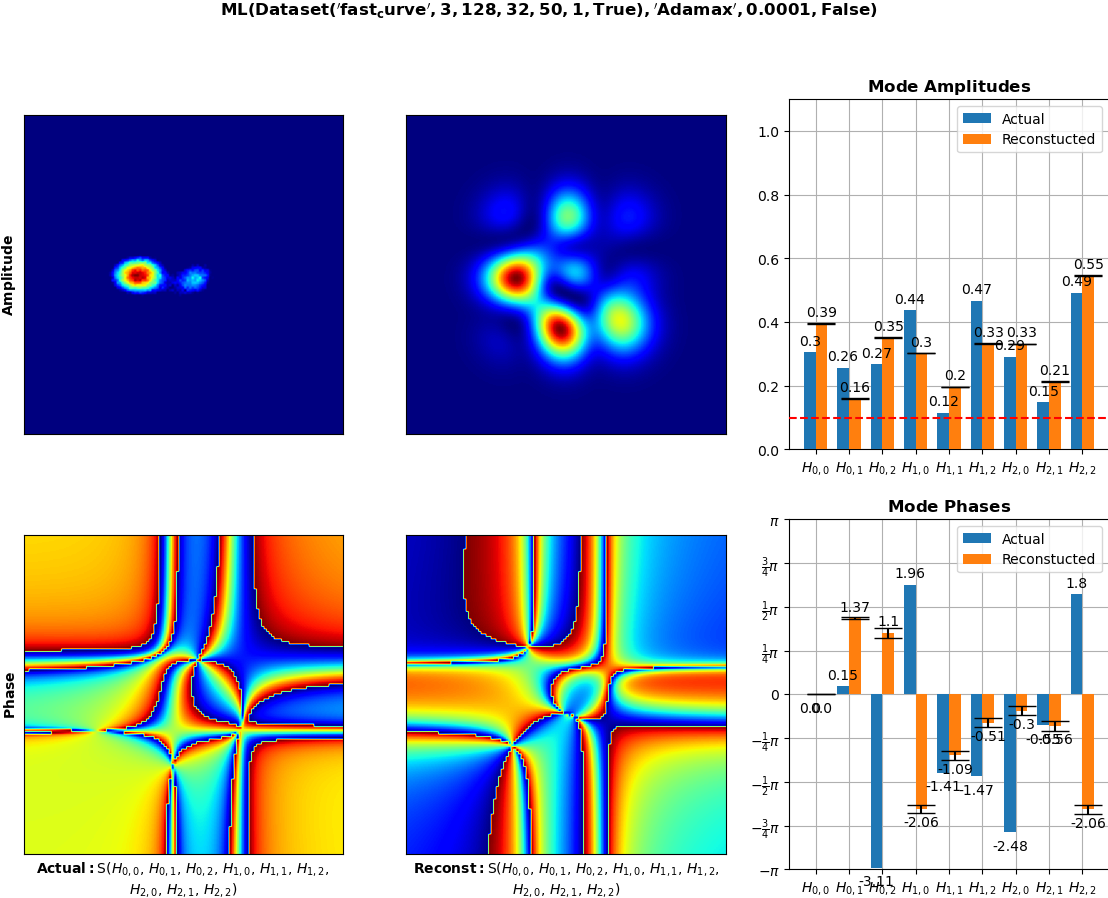 ML(Dataset(′fast_curve′, 3, 128, 32, 50, 1, True), ′Adamax′, 0.0001, False)
Mode Amplitudes
Amplitude
1.0
0.8
0.6
0.4
0.2
0.0
Actual
Reconstucted
0.3
0.39
0.26
0.16
0.27
0.35
0.44
0.3
0.12
0.2
0.47
0.33
0.29
0.33
0.15
0.21
0.49
0.55
H0,0 H0,1 H0,2 H1,0 H1,1 H1,2 H2,0 H2,1 H2,2
Mode Phases
Phase
π
3/4π
1/2π
1/4π
0
−1/4π
−1/2π
−3/4π
−π
Actual
Reconstucted
0.0
0.0
0.15
1.37
-3.11
1.1
1.96
-2.06
-1.41
-1.09
-1.47
-0.51
-2.48
-0.3
-0.55
-0.56
1.8
-2.06
H0,0 H0,1 H0,2 H1,0 H1,1 H1,2 H2,0 H2,1 H2,2
Actual: S(H0,0, H0,1, H0,2, H1,0, H1,1, H1,2,
H2,0, H2,1, H2,2)
Reconst: S(H0,0, H0,1, H0,2, H1,0, H1,1, H1,2,
H2,0, H2,1, H2,2)